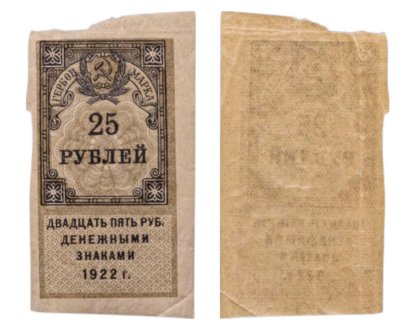 ГЕРБОВ. МАРКА
25
РУБЛЕЙ
ДВАДЦАТЬ ПЯТЬ РУБ.
ДЕНЕЖНЫМИ
ЗНАКАМИ
1922 г.